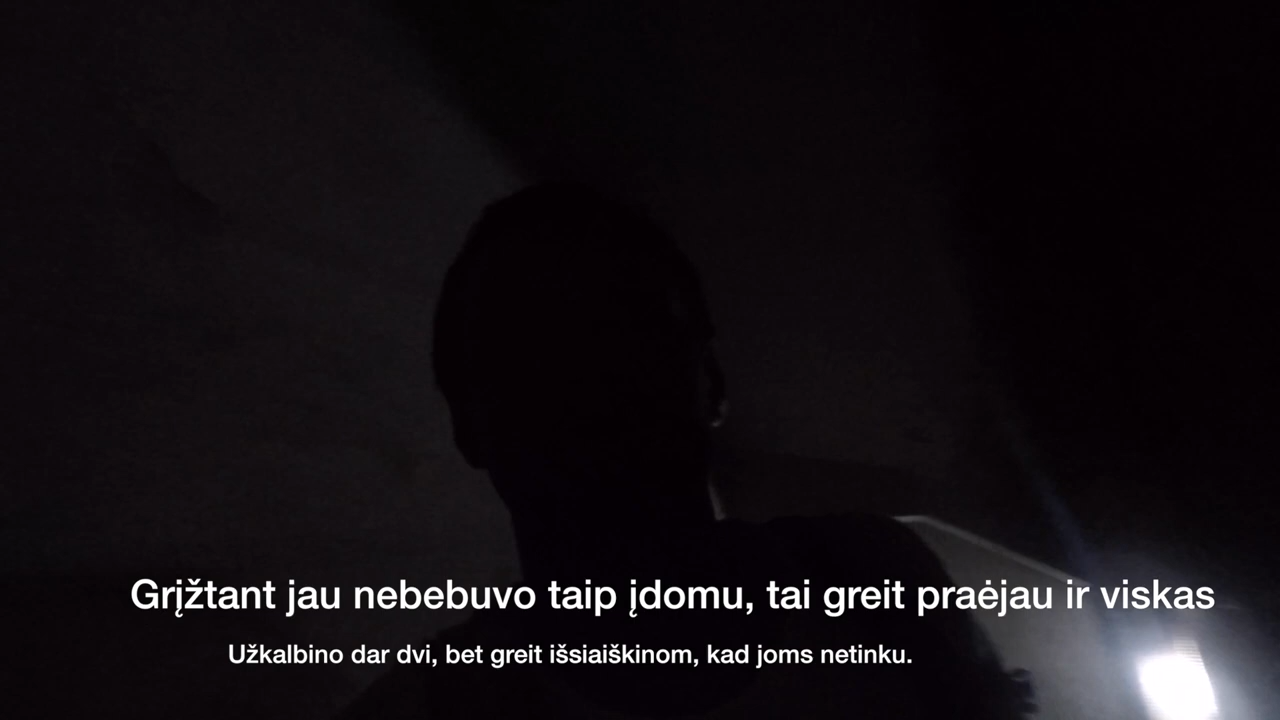 Grįžtant jau nebebuvo taip įdomu, tai greit praėjau ir viskas
Užkalbino dar dvi, bet greit išsiaiškinom, kad joms netinku.